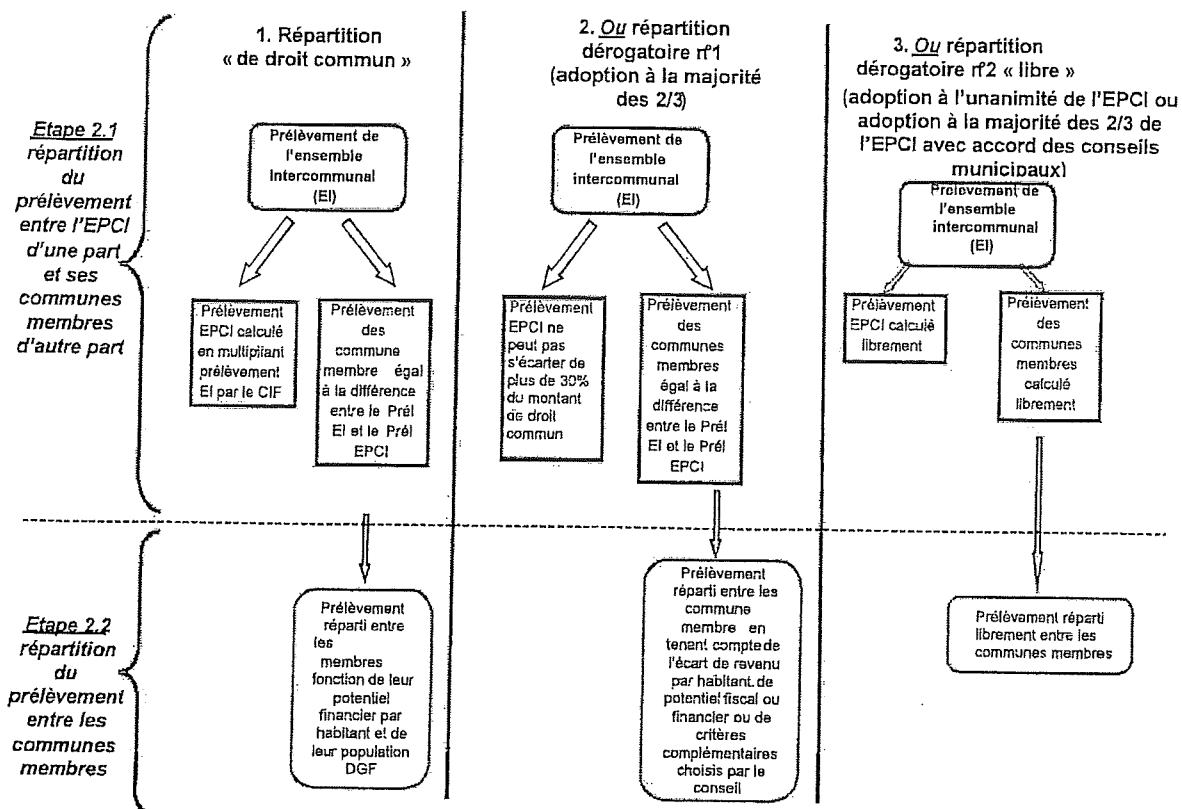 1. Répartition
« de droit commun »
2. Ou répartition
dérogatoire n°1
(adoption à la majorité
des 2/3)
3. Ou répartition
dérogatoire n°2 « libre »
(adoption à l'unanimité de l'EPCI ou
adoption à la majorité des 2/3 de
l'EPCI avec accord des conseils
municipaux)
Etape 2.1
répartition
du
prélèvement
entre l'EPCI
d'une part
et ses
communes
membres
d'autre part
Prélèvement de
l'ensemble
Intercommunal
(EI)
Prélèvement
EPCI calculé
en multipliant
prélèvement
EI par le CIF
Prélèvement
des
commune
membre égal
à la différence
entre le Prél
EI et le Prél
EPCI
Prélèvement de
l'ensemble
intercommunal
(EI)
Prélèvement
EPCI ne
peut pas
s'écarter de
plus de 30%
du montant
de droit
commun
Prélèvement
des
communes
membres
égal à la
différence
entre le Prél
EI et le Prél
EPCI
Prélèvement de
l'ensemble
intercommunal
(EI)
Prélèvement
EPCI calculé
librement
Prélèvement
des
communes
membres
calculé
librement
Etape 2.2
répartition
du
prélèvement
entre les
communes
membres
Prélèvement
réparti entre
les
membres
fonction de leur
potentiel
financier par
habitant et de
leur population
DGF
Prélèvement
réparti entre les
commune
membre en
tenant compte de
l'écart de revenu
par habitant, de
potentiel fiscal ou
financier ou de
critères
complémentaires
choisis par le
conseil
Prélèvement réparti
librement entre les
communes membres